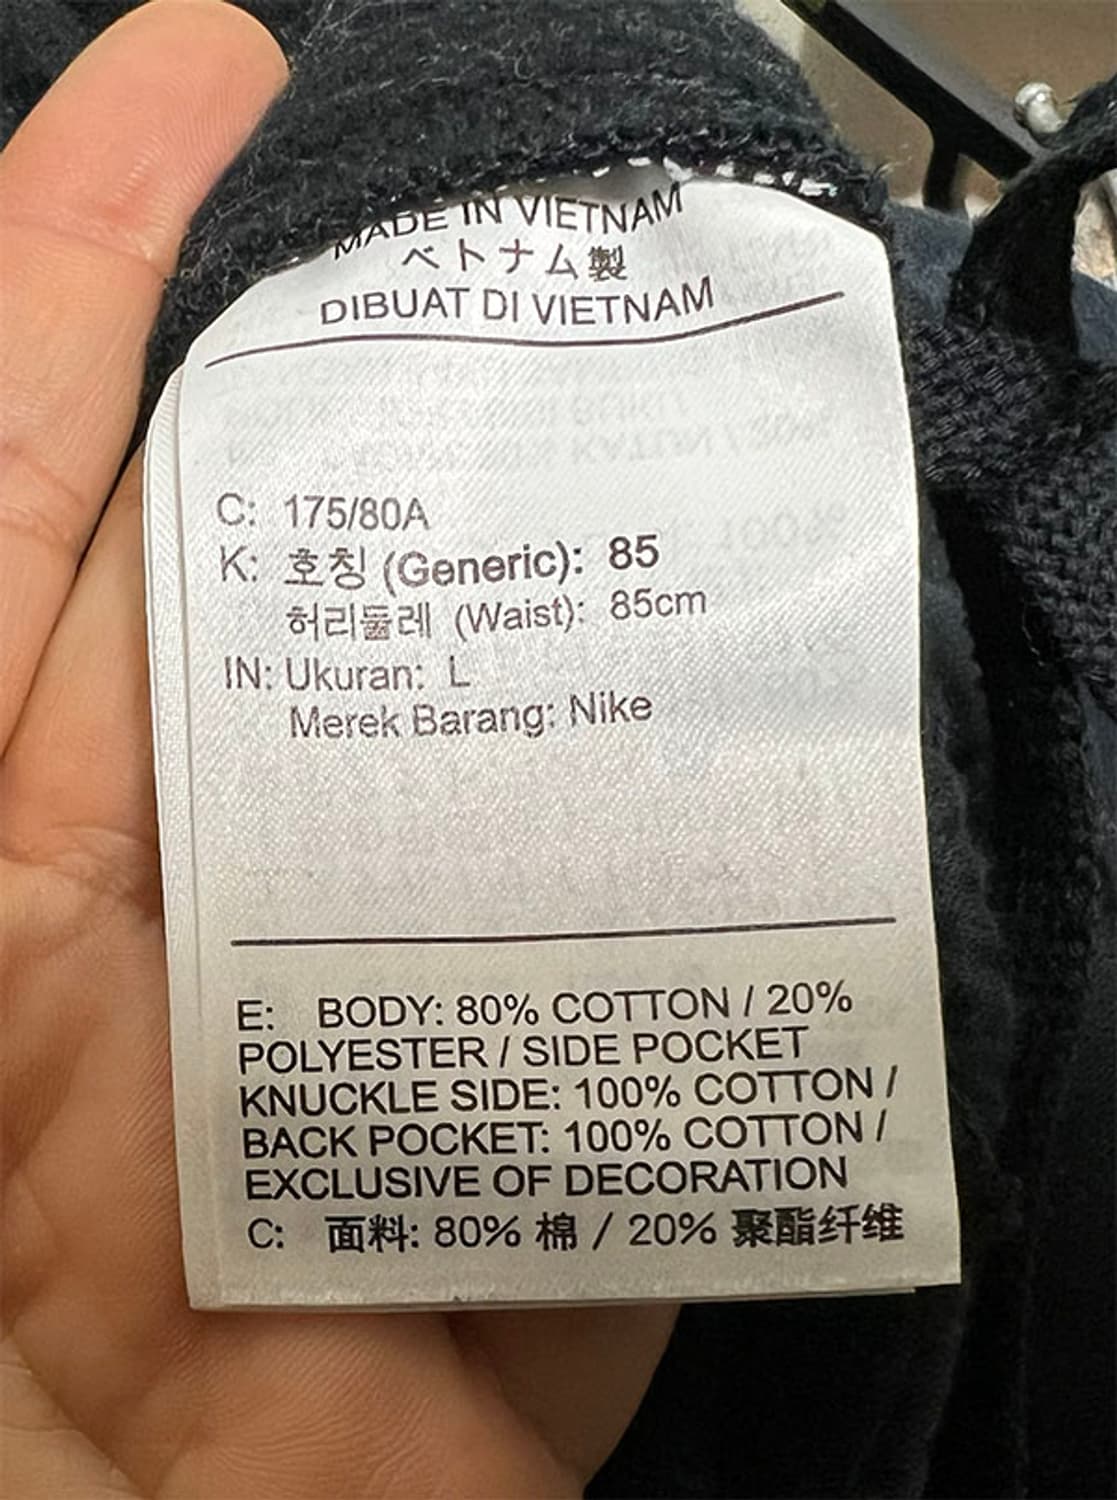 MADE IN VIETNAM
ベトナム製
DIBUAT DI VIETNAM
C: 175/80A
K: 호칭 (Generic): 85
허리둘레 (Waist): 85cm
IN: Ukuran: L
Merek Barang: Nike
E: BODY: 80% COTTON / 20%
POLYESTER / SIDE POCKET
KNUCKLE SIDE: 100% COTTON /
BACK POCKET: 100% COTTON /
EXCLUSIVE OF DECORATION
C: 面料: 80% 棉 / 20% 聚酯纤维